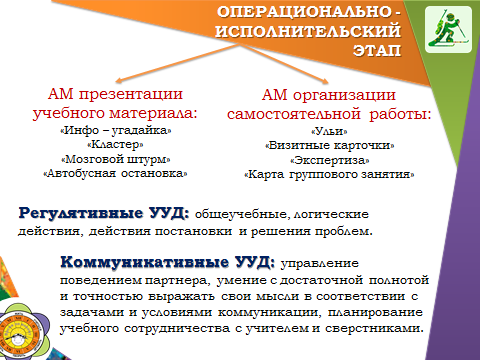 ОПЕРАЦИОНАЛЬНО -
ИСПОЛНИТЕЛЬСКИЙ
ЭТАП
АМ презентации
учебного материала:
«Инфо – угадайка»
«Кластер»
«Мозговой штурм»
«Автобусная остановка»
АМ организации
самостоятельной работы:
«Ульи»
«Визитные карточки»
«Экспертиза»
«Карта группового занятия»
Регулятивные УУД: общеучебные, логические
действия, действия постановки и решения проблем.
Коммуникативные УУД: управление
поведением партнера, умение с достаточной полнотой
и точностью выражать свои мысли в соответствии с
задачами и условиями коммуникации, планирование
учебного сотрудничества с учителем и сверстниками.